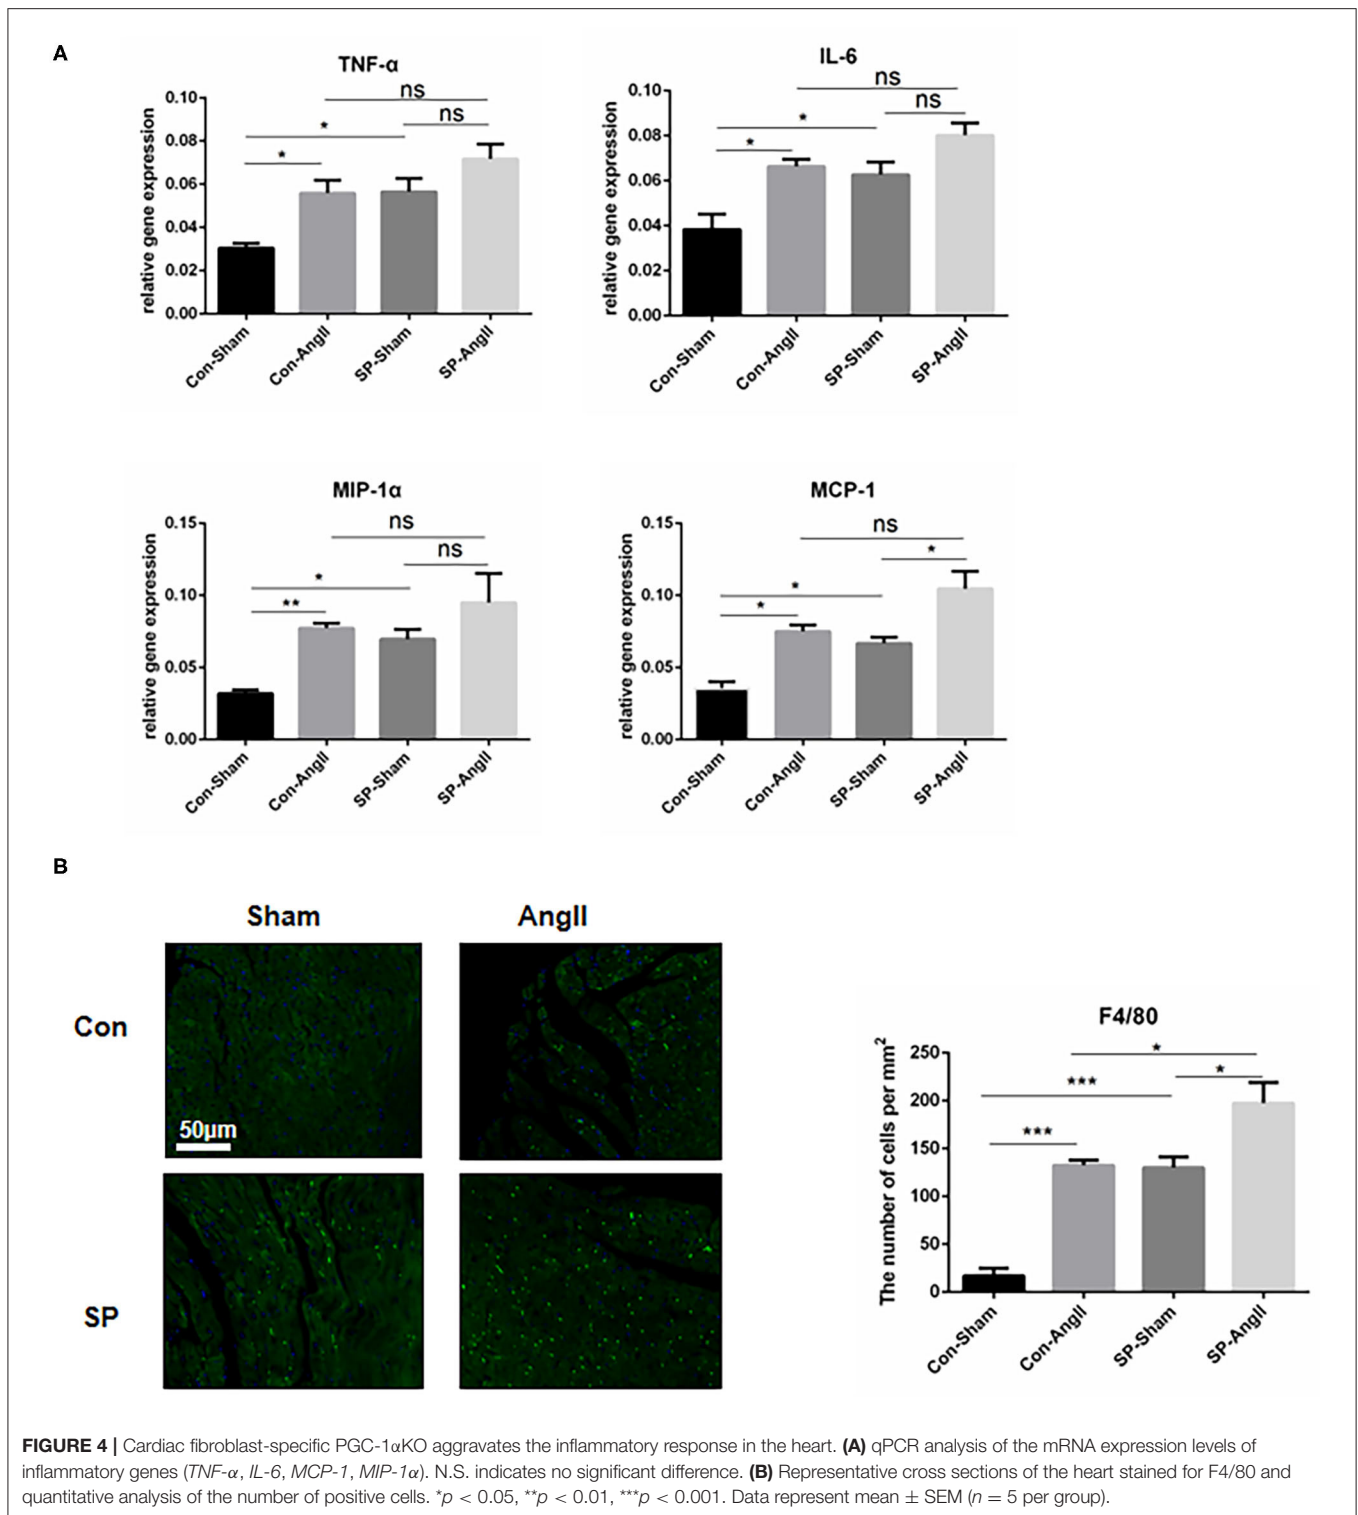 A
TNF-α
relative gene expression
0.10
0.08
0.06
0.04
0.02
0.00
ns
ns
*
*
Con-Sham
Con-AngII
SP-Sham
SP-AngII
IL-6
relative gene expression
0.10
0.08
0.06
0.04
0.02
0.00
ns
ns
*
*
Con-Sham
Con-AngII
SP-Sham
SP-AngII
MIP-1α
relative gene expression
0.15
0.10
0.05
0.00
ns
ns
*
**
Con-Sham
Con-AngII
SP-Sham
SP-AngII
MCP-1
relative gene expression
0.15
0.10
0.05
0.00
ns
*
*
*
Con-Sham
Con-AngII
SP-Sham
SP-AngII
B
Sham
AngII
Con
50µm
SP
F4/80
The number of cells per mm²
250
200
150
100
50
0
*
*
***
***
Con-Sham
Con-AngII
SP-Sham
SP-AngII
FIGURE 4 | Cardiac fibroblast-specific PGC-1αKO aggravates the inflammatory response in the heart. (A) qPCR analysis of the mRNA expression levels of
inflammatory genes (TNF-α, IL-6, MCP-1, MIP-1α). N.S. indicates no significant difference. (B) Representative cross sections of the heart stained for F4/80 and
quantitative analysis of the number of positive cells. *p < 0.05, **p < 0.01, ***p < 0.001. Data represent mean ± SEM (n = 5 per group).